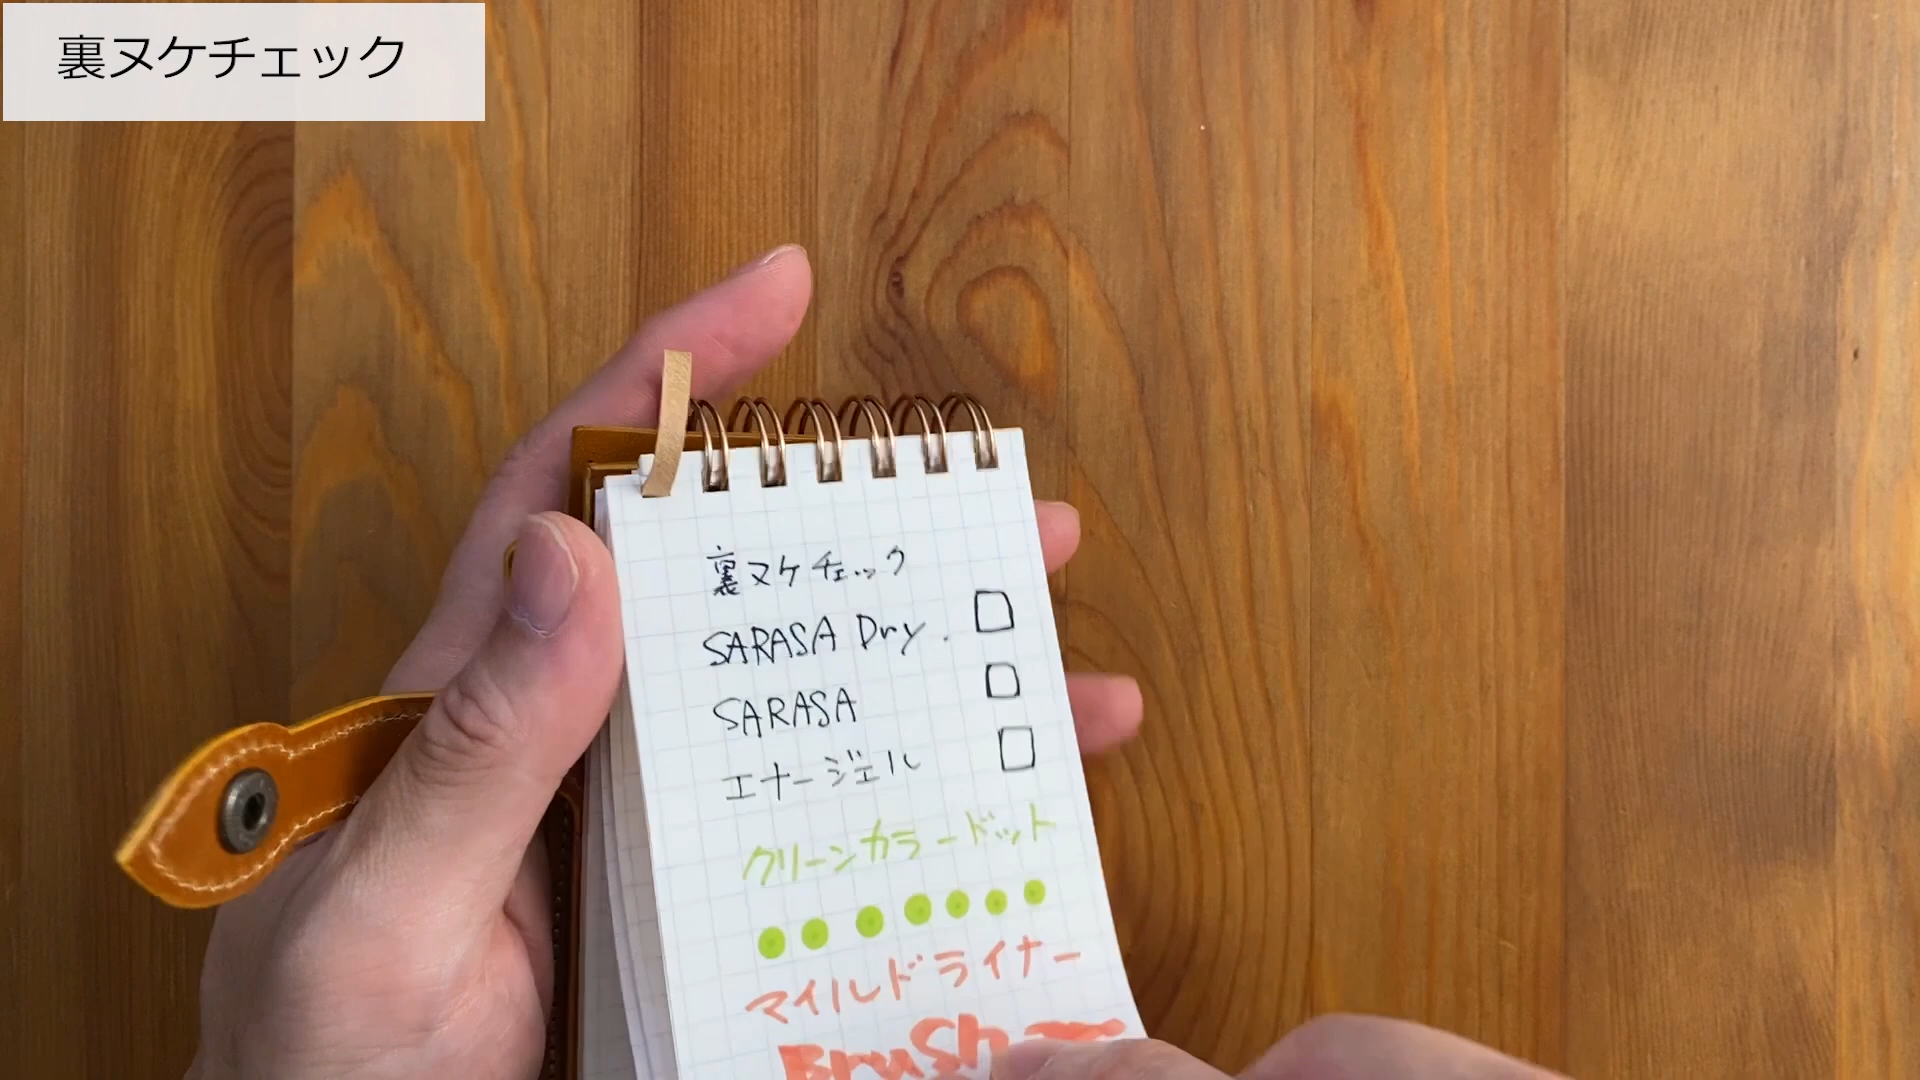 裏ヌケチェック
裏ヌケチェック
SARASA Dry.
SARASA
エナージェル
クリーンカラードット
マイルドライナー
Brush